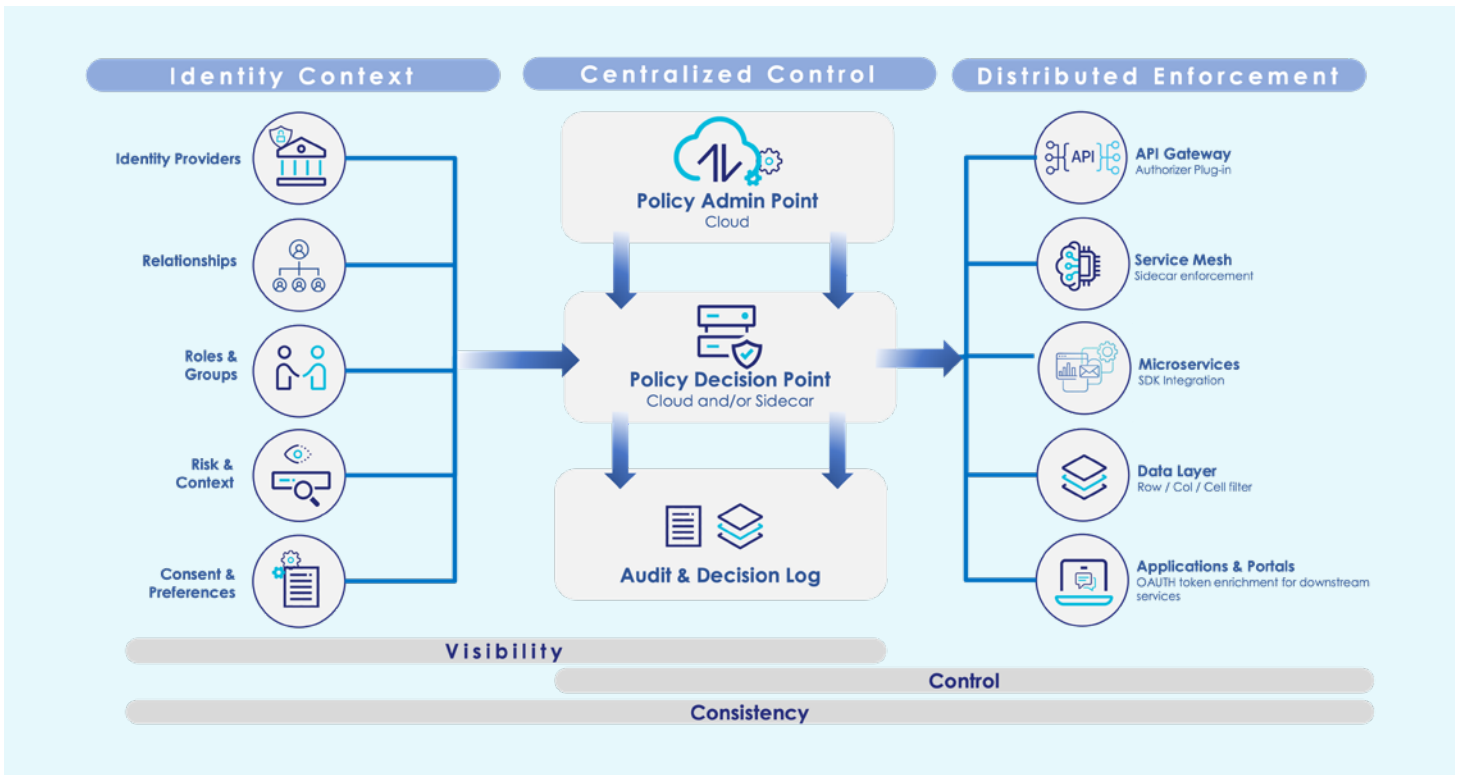 Identity Context
Centralized Control
Distributed Enforcement
Identity Providers
Relationships
Roles &
Groups
Risk &
Context
Consent &
Preferences
Policy Admin Point
Cloud
Policy Decision Point
Cloud and/or Sidecar
Audit & Decision Log
API
API Gateway
Authorizer Plug-in
Service Mesh
Sidecar enforcement
Microservices
SDK Integration
Data Layer
Row / Col / Cell filter
Applications & Portals
OAUTH token enrichment for downstream
services
Visibility
Control
Consistency